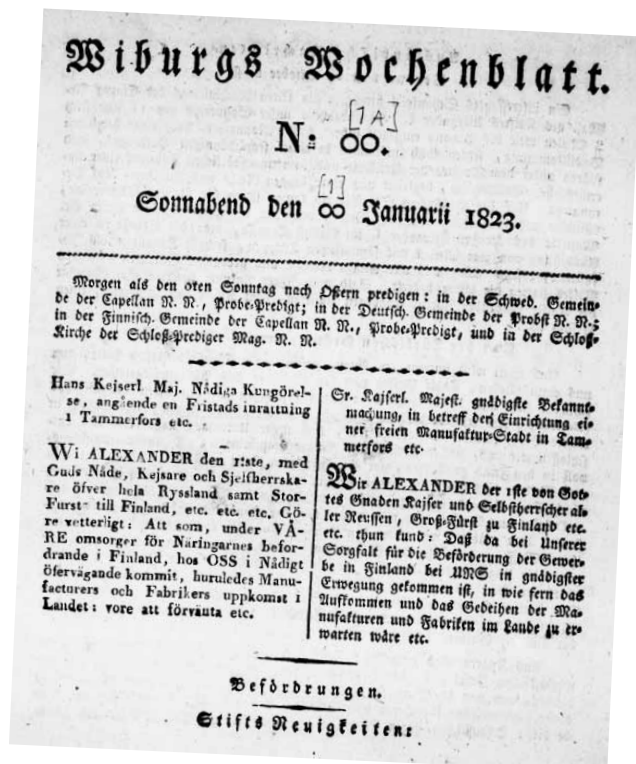 Wiburgs Wochenblatt.
[1A]
N: 00.
[1]
Sonnabend den 00 Januarii 1823.
Morgen als den 0ten Sonntag nach Ostern predigen: in der Schwed. Gemein-
de der Capellan N. N., Probe-Predigt; in der Deutsch. Gemeinde der Probst N. N.;
in der Finnisch. Gemeinde der Capellan N. N., Probe-Predigt, und in der Schloß-
Kirche der Schloß-Prediger Mag. N. N.
Hans Kejserl. Maj. Nådiga Kungörel-
se, angående en Fristads inrattning
i Tammerfors etc.
Wi ALEXANDER den 1:ste, med
Guds Nåde, Kejsare och Sjelfherrska-
re öfver hela Ryssland samt Stor-
Furst till Finland, etc. etc. etc. Gö-
re vetterligt: Att som, under VÅ-
RE omsorger för Näringarnes befor-
drande i Finland, hos OSS i Nådigt
öfervägande kommit, huruledes Manu-
facturers och Fabrikers uppkomst i
Landet: vore att förvänta etc.
Sr. Kajserl. Majest. gnädigste Bekannt-
machung, in betreff der Einrichtung ei-
ner freien Manufaktur-Stadt in Tam-
merfors etc.
Wir ALEXANDER der 1ste von Got-
tes Gnaden Kajser und Selbstherrscher al-
ler Reussen, Groß-Fürst zu Finland etc.
etc. thun kund: Daß da bei Unserer
Sorgfalt für die Beförderung der Gewer-
be in Finland bei UNS in gnädigster
Erwegung gekommen ist, in wie fern das
Aufkommen und das Gedeihen der Ma-
nufakturen und Fabriken im Lande zu er-
warten wäre etc.
Befördrungen.
Stifts Neuigkeiten: